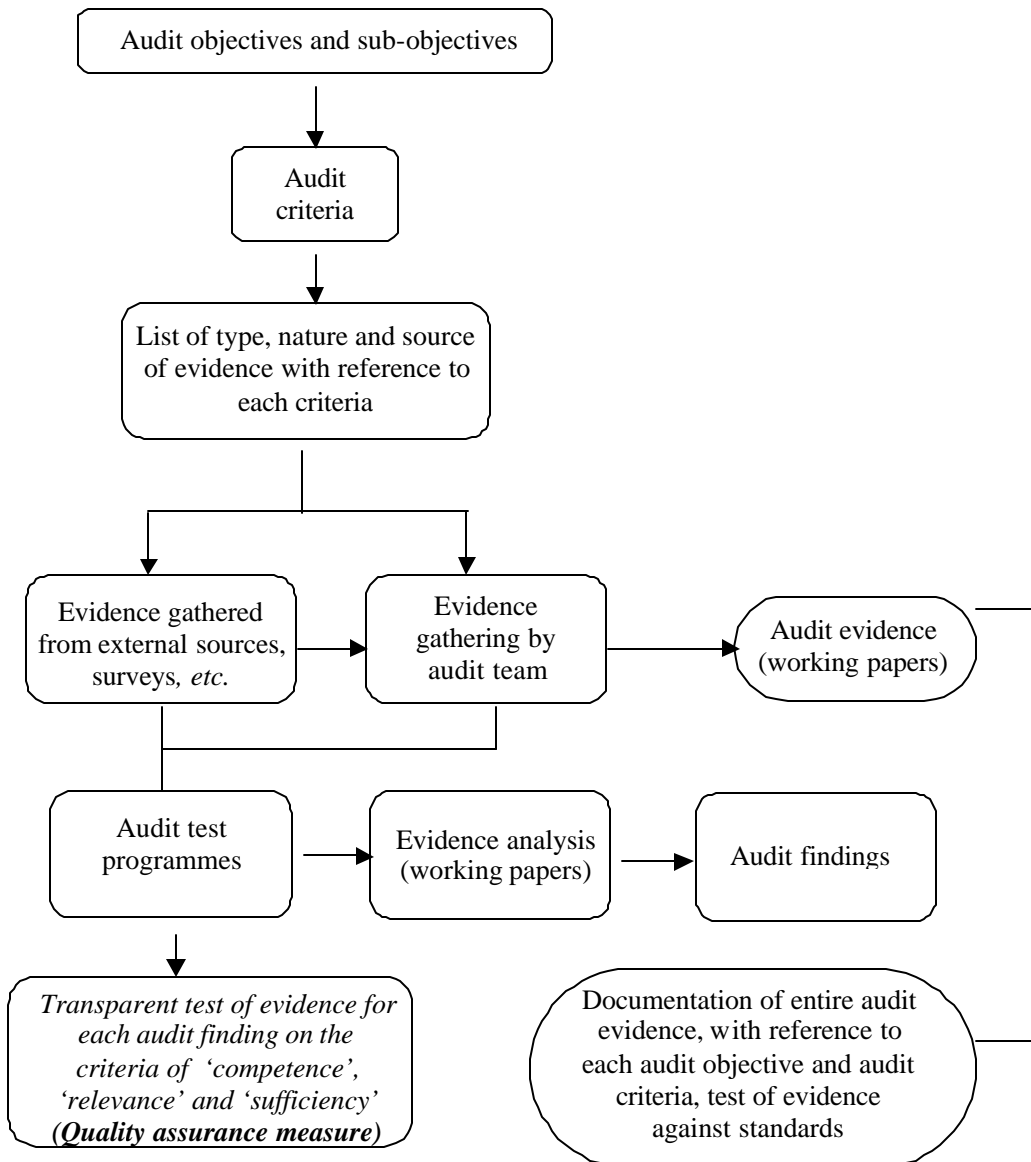 Audit objectives and sub-objectives
Audit
criteria
List of type, nature and source
of evidence with reference to
each criteria
Evidence gathered
from external sources,
surveys, etc.
Evidence
gathering by
audit team
Audit evidence
(working papers)
Audit test
programmes
Evidence analysis
(working papers)
Audit findings
Transparent test of evidence for
each audit finding on the
criteria of ‘competence’,
‘relevance’ and ‘sufficiency’
(Quality assurance measure)
Documentation of entire audit
evidence, with reference to
each audit objective and audit
criteria, test of evidence
against standards